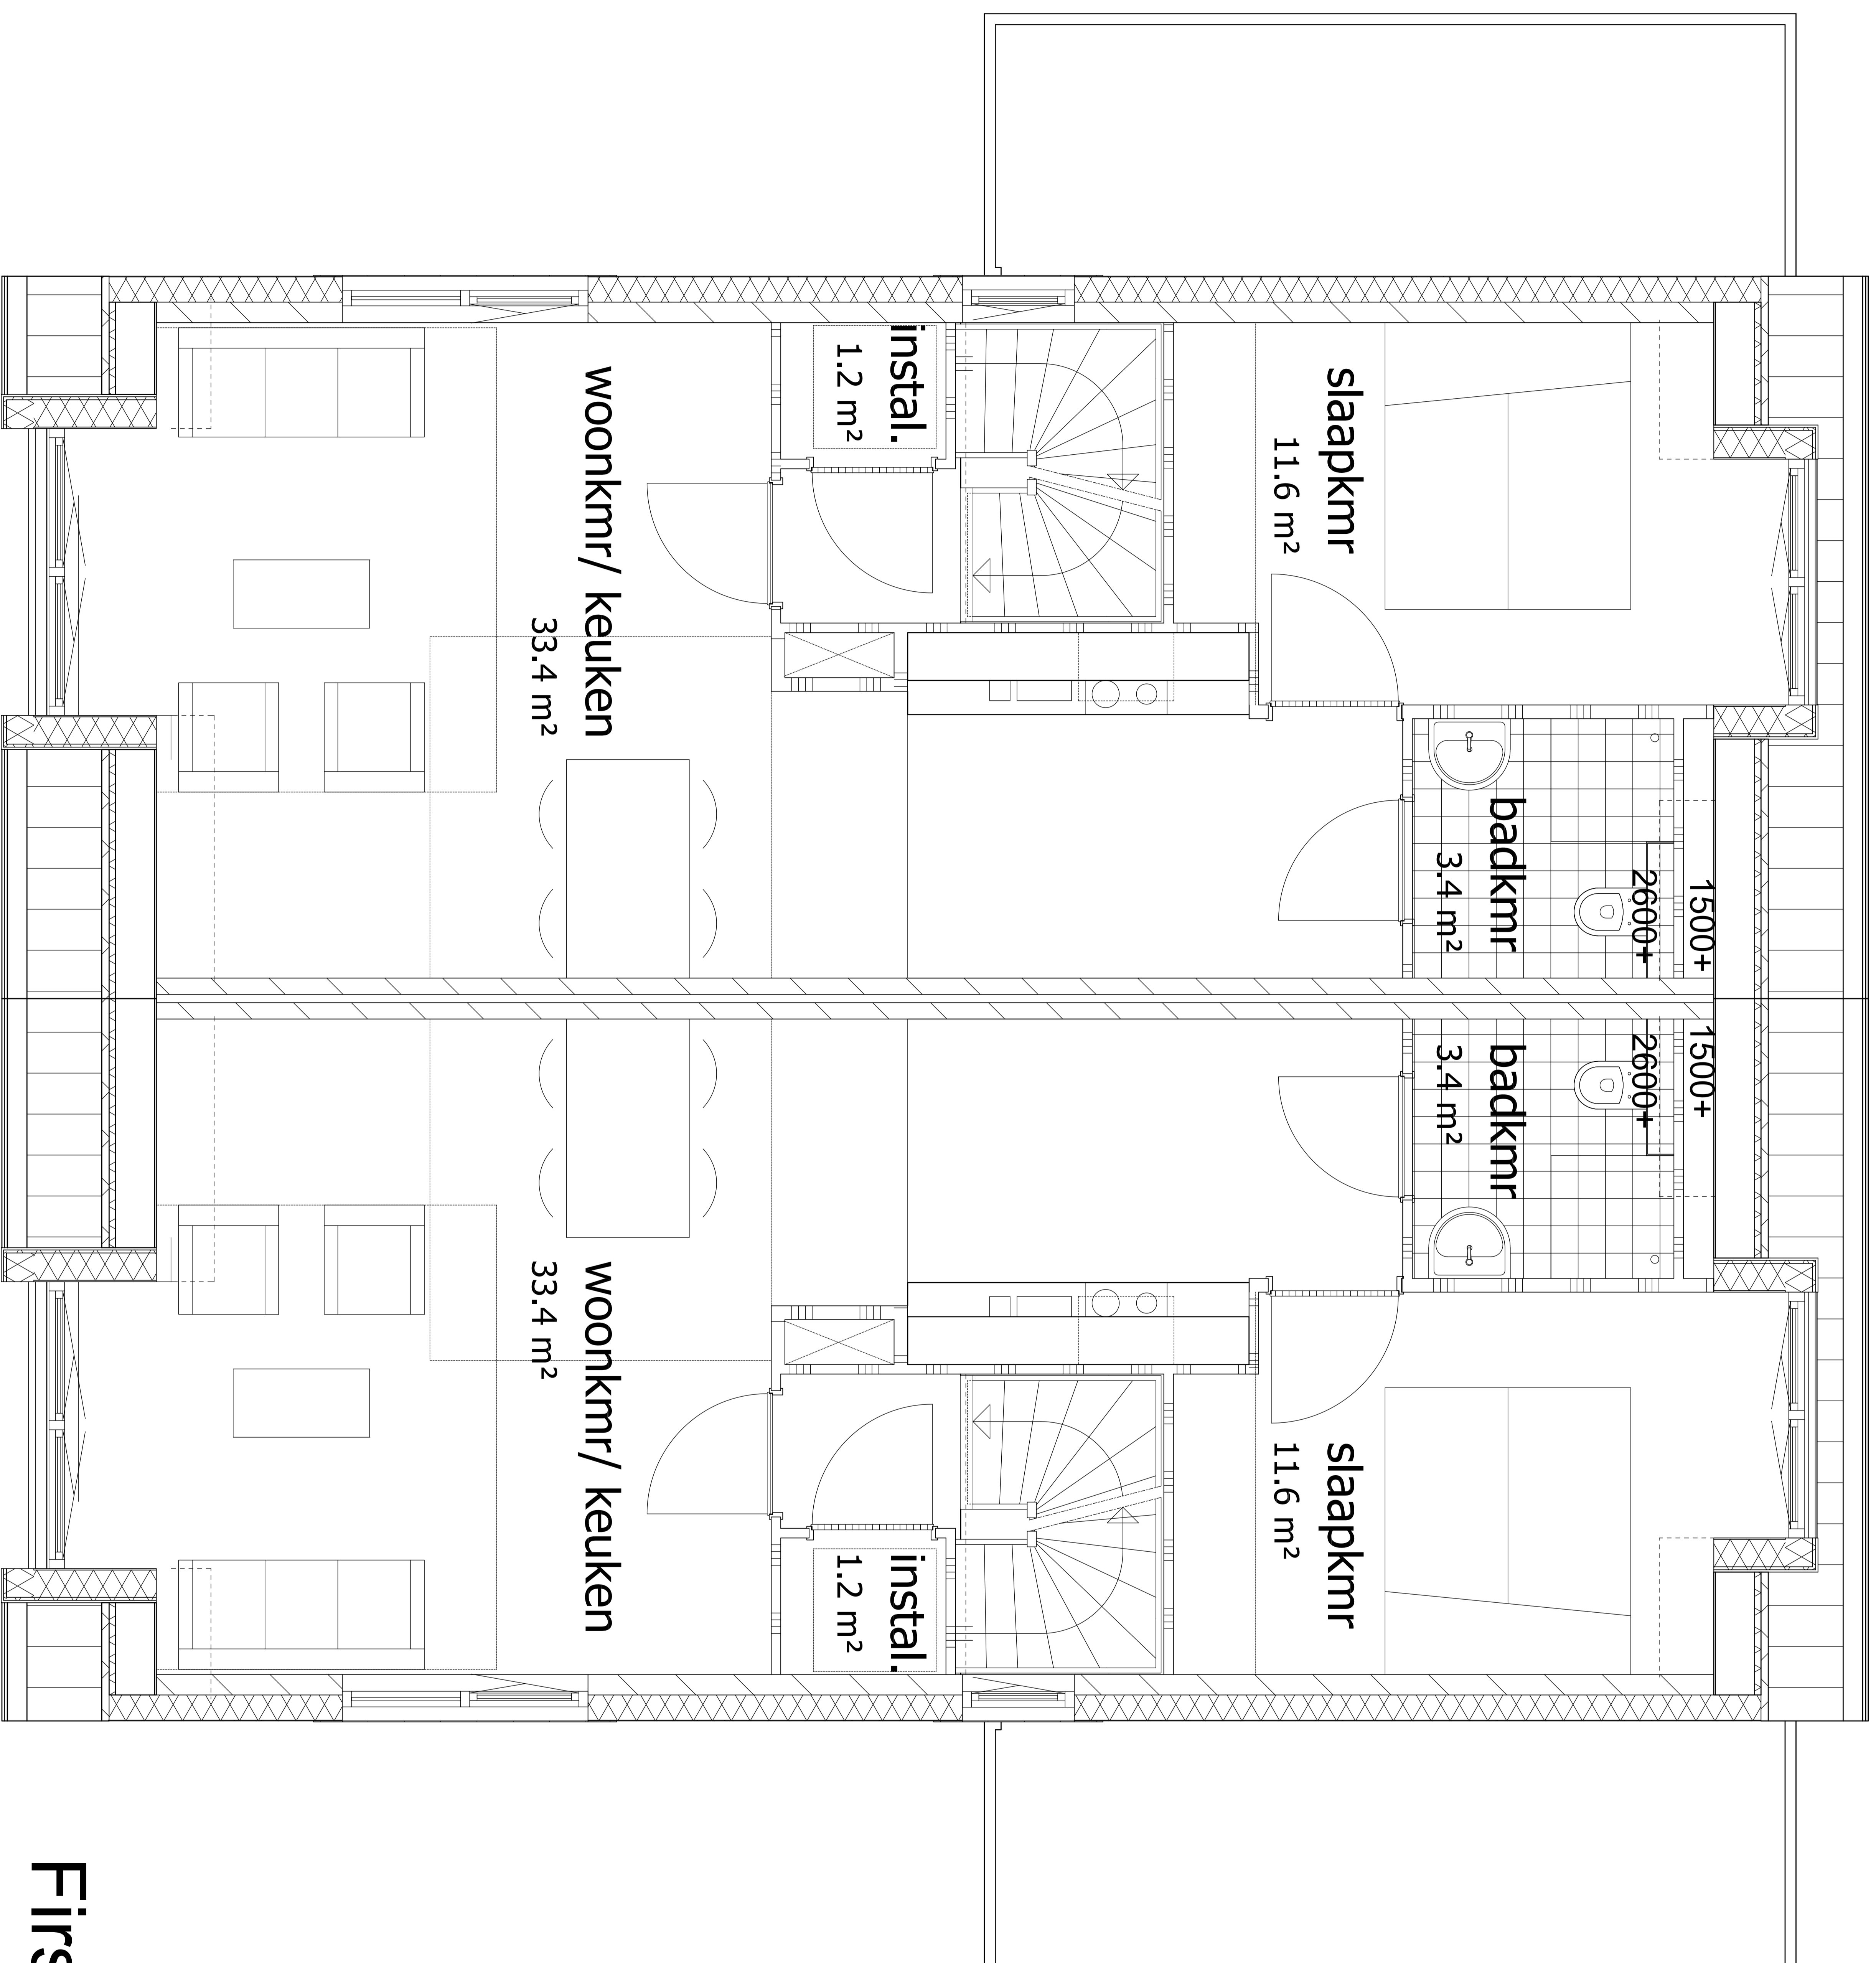 slaapkmr
11.6 m²
instal.
1.2 m²
woonkmr/ keuken
33.4 m²
1500+
2600+
badkmr
3.4 m²
1500+
2600+
badkmr
3.4 m²
slaapkmr
11.6 m²
instal.
1.2 m²
woonkmr/ keuken
33.4 m²
Firs